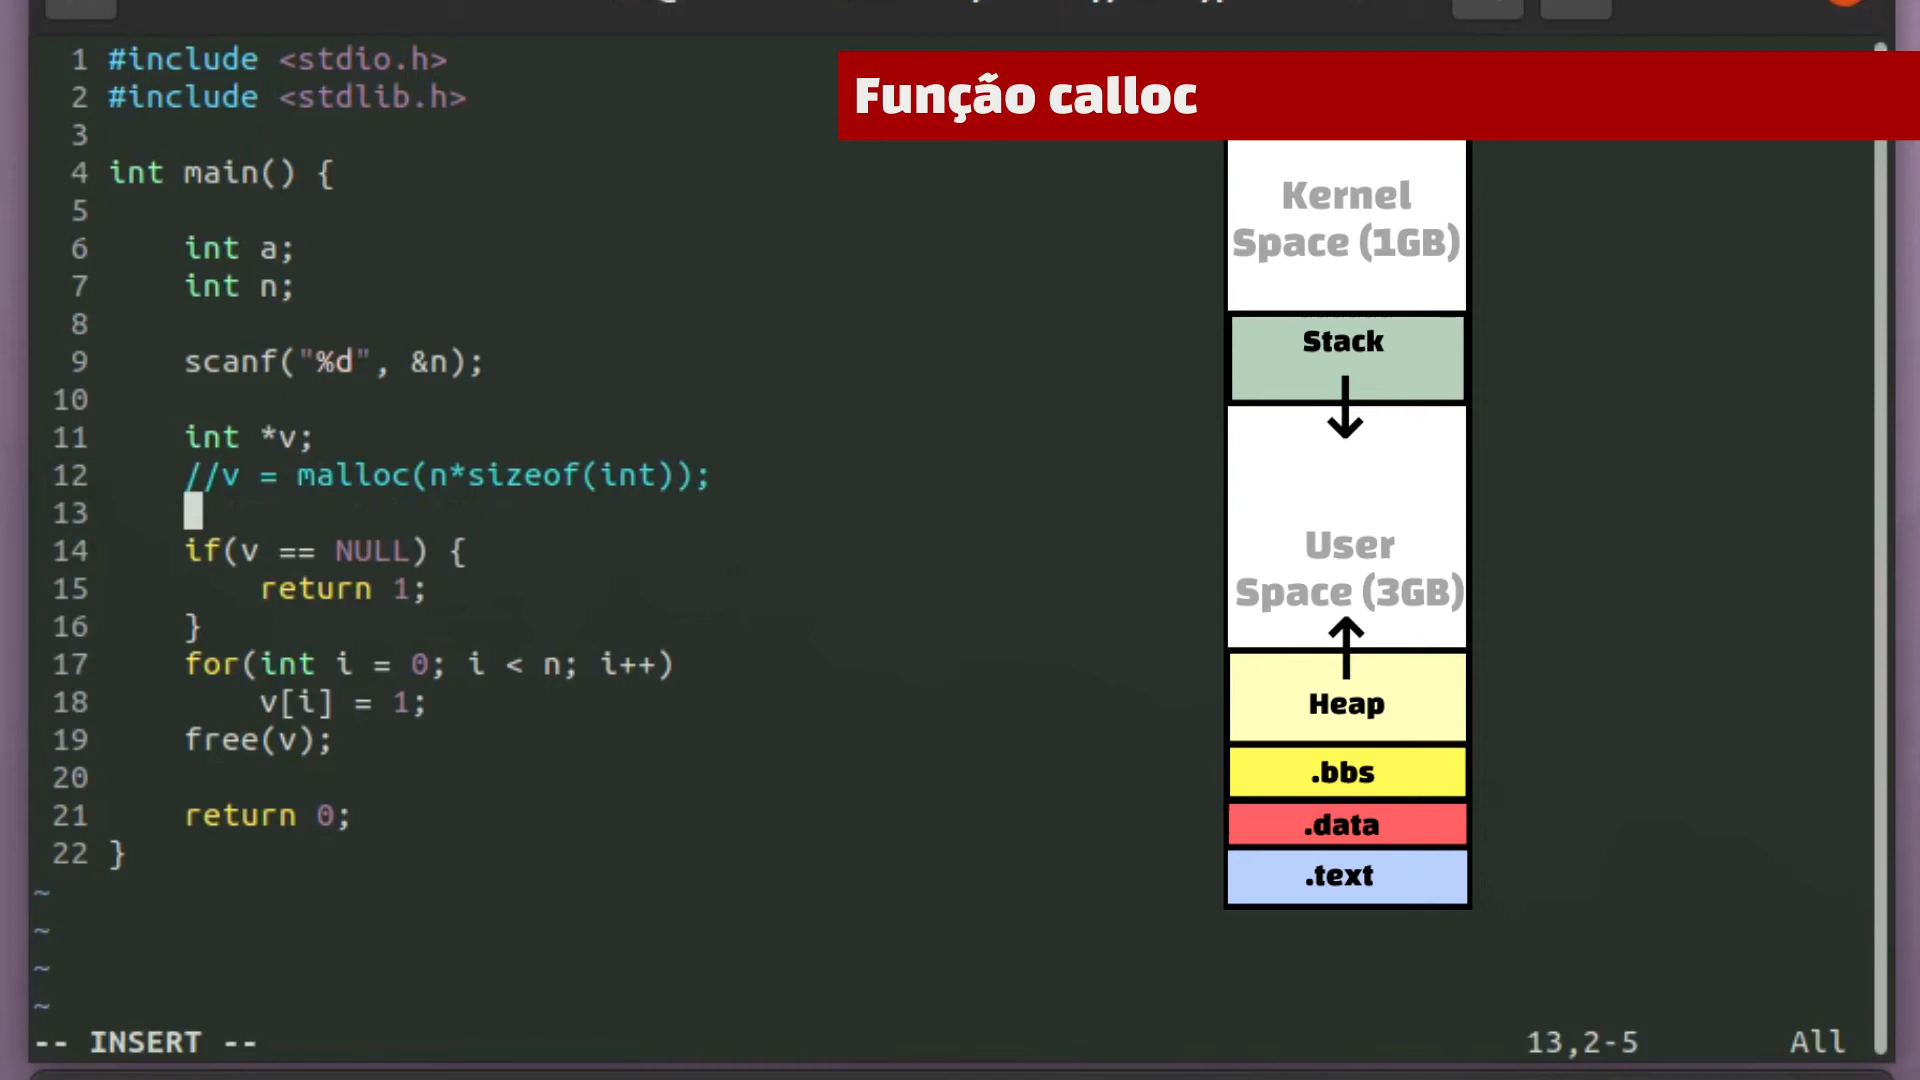 1 #include <stdio.h>
2 #include <stdlib.h>
3
4 int main() {
5
6 int a;
7 int n;
8
9 scanf("%d", &n);
10
11 int *v;
12 //v = malloc(n*sizeof(int));
13
14 if(v == NULL) {
15 return 1;
16 }
17 for(int i = 0; i < n; i++)
18 v[i] = 1;
19 free(v);
20
21 return 0;
22 }
~
~
~
~
-- INSERT --
13,2-5
All
Função calloc
Kernel
Space (1GB)
Stack
User
Space (3GB)
Heap
.bbs
.data
.text